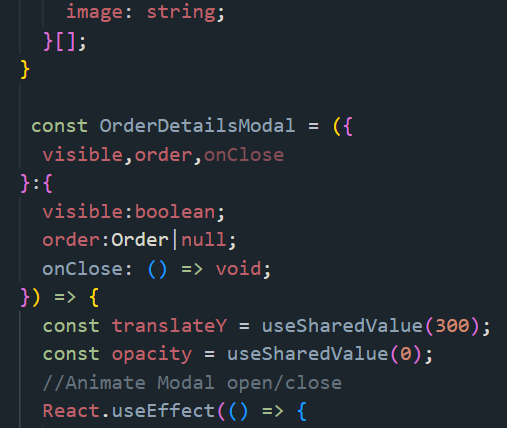 image: string;
}[];
}
const OrderDetailsModal = ({
visible,order,onClose
}:{
visible:boolean;
order:Order|null;
onClose: () => void;
}) => {
const translateY = useSharedValue(300);
const opacity = useSharedValue(0);
//Animate Modal open/close
React.useEffect(() => {